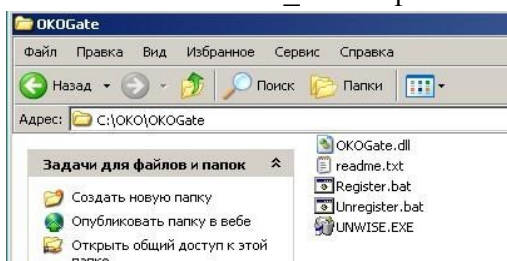 OKOGate
Файл Правка Вид Избранное Сервис Справка
Назад Поиск Папки
Адрес: C:\OKO\OKOGate
Задачи для файлов и папок
Создать новую папку
Опубликовать папку в вебе
Открыть общий доступ к этой
папке
OKOGate.dll
readme.txt
Register.bat
Unregister.bat
UNWISE.EXE